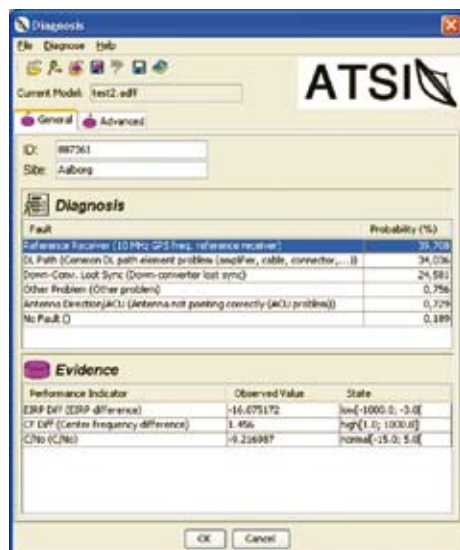 Diagnosis
File Diagnose Help
ATSI
Current Model: test2.adf
General Advanced
ID: 887361
Site: Aalborg
Diagnosis
Fault Probability (%)
Reference Receiver (10 MHz GPS freq. reference receiver) 39,708
DL Path (Common DL path element problem (amplifier, cable, connector,...)) 34,036
Down-Conv. Lost Sync (Down-converter lost sync) 24,581
Other Problem (Other problem) 0,756
Antenna Direction/ACU (Antenna not pointing correctly (ACU problem)) 0,729
No Fault () 0,189
Evidence
Performance Indicator Observed Value State
EIRP Diff (EIRP difference) -16.075172 low[-1000.0; -3.0[
CF Diff (Center frequency difference) 1.456 high[1.0; 1000.0]
C/No (C/No) -9.216987 normal[-15.0; 5.0[
OK Cancel